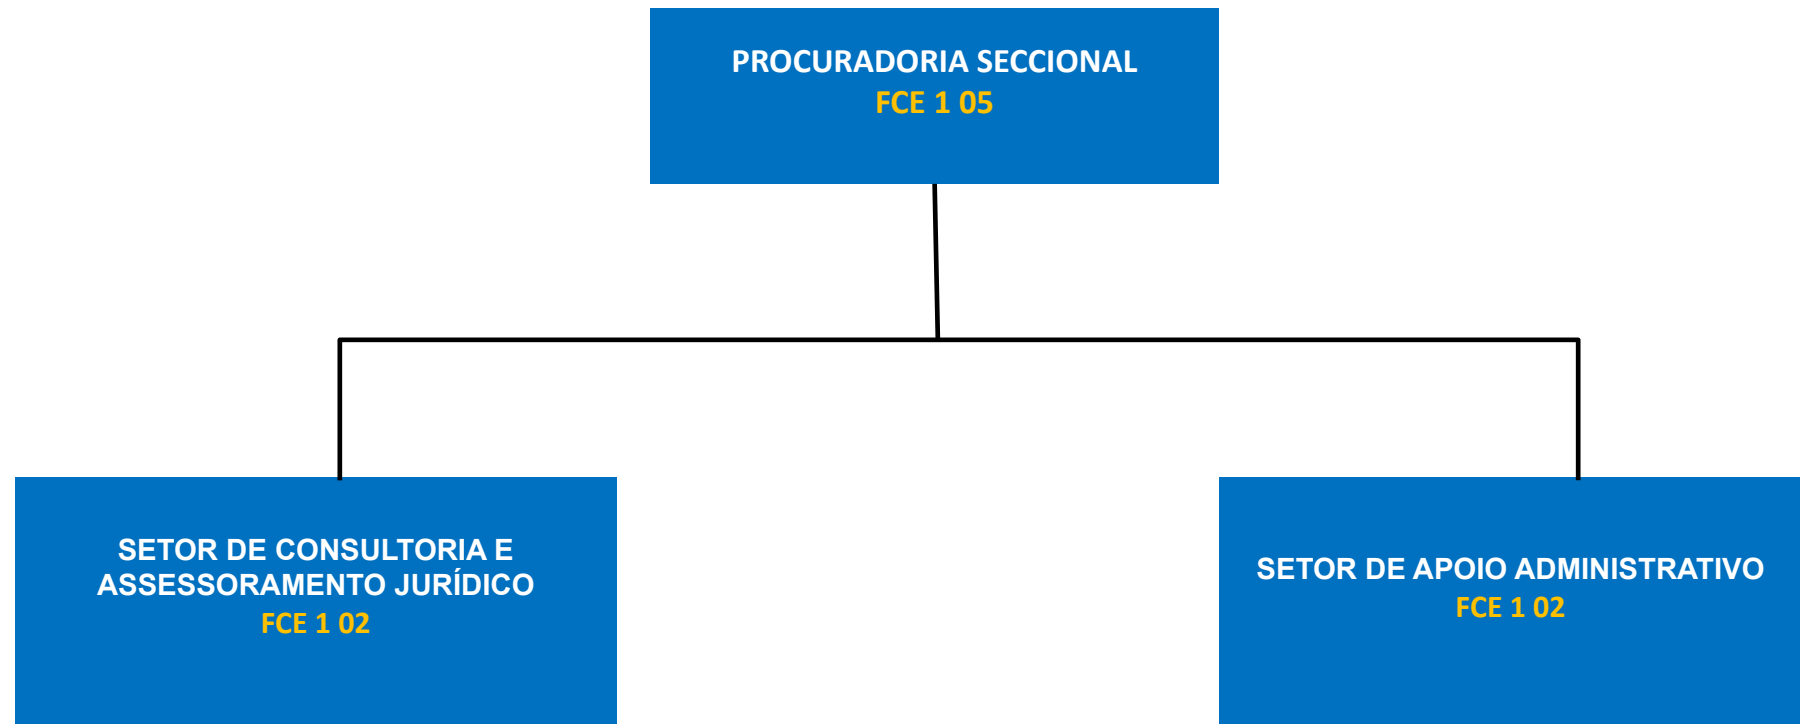 PROCURADORIA SECCIONAL
FCE 1 05
SETOR DE CONSULTORIA E
ASSESSORAMENTO JURÍDICO
FCE 1 02
SETOR DE APOIO ADMINISTRATIVO
FCE 1 02